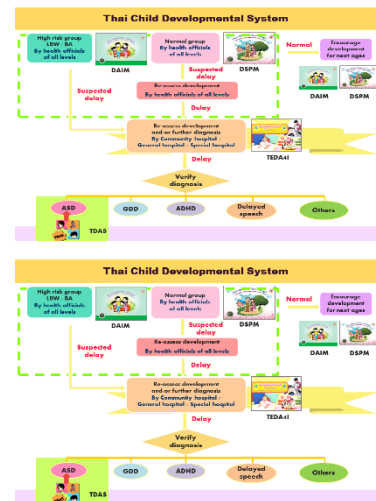 Thai Child Developmental System
High risk group
LBW - BA
By health officials
of all levels
DAIM
Normal group
By health officials
of all levels
DSPM
Normal
Encourage
development
for next ages
DAIM
DSPM
Suspected
delay
Suspected
delay
Re-assess development
By health officials of all levels
Delay
Re-assess development
and/or further diagnosis
By Community hospital :
General hospital : Special hospital
TEDA4I
Delay
Verify
diagnosis
ASD
GDD
ADHD
Delayed
speech
Others
TDAS
Thai Child Developmental System
High risk group
LBW - BA
By health officials
of all levels
DAIM
Normal group
By health officials
of all levels
DSPM
Normal
Encourage
development
for next ages
DAIM
DSPM
Suspected
delay
Suspected
delay
Re-assess development
By health officials of all levels
Delay
Re-assess development
and/or further diagnosis
By Community hospital :
General hospital : Special hospital
TEDA4I
Delay
Verify
diagnosis
ASD
GDD
ADHD
Delayed
speech
Others
TDAS